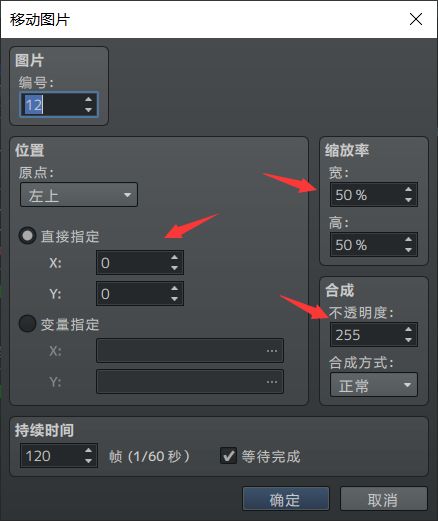 移动图片
图片
编号:
12
位置
原点:
左上
直接指定
X: 0
Y: 0
变量指定
X: ...
Y: ...
缩放率
宽:
50 %
高:
50 %
合成
不透明度:
255
合成方式:
正常
持续时间
120 帧 (1/60 秒) 等待完成
确定 取消